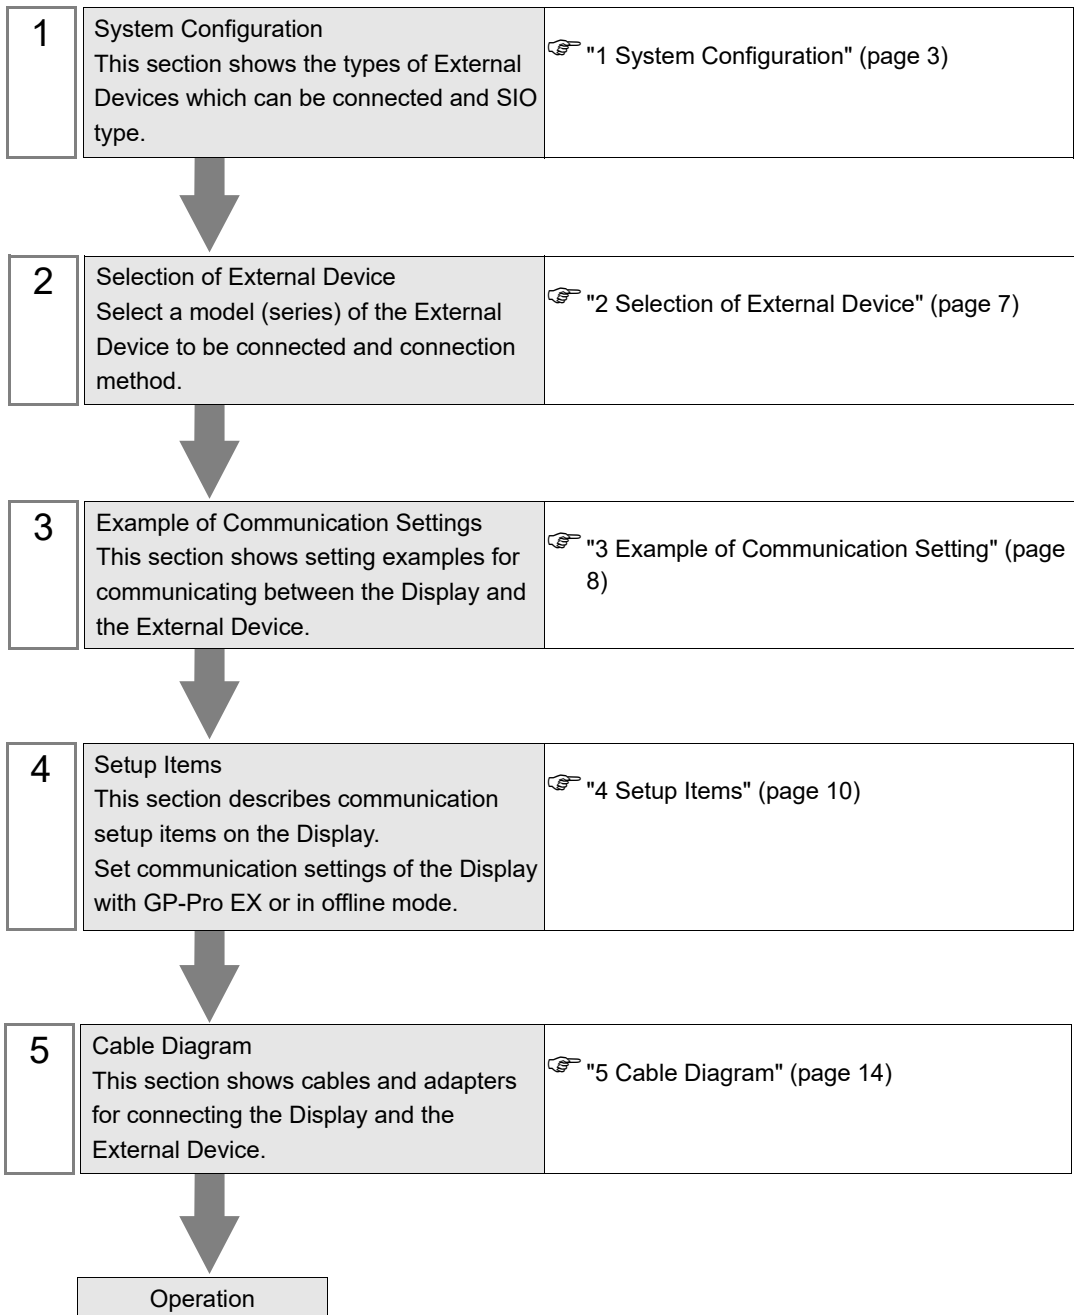 1
System Configuration
This section shows the types of External
Devices which can be connected and SIO
type.
"1 System Configuration" (page 3)
2
Selection of External Device
Select a model (series) of the External
Device to be connected and connection
method.
"2 Selection of External Device" (page 7)
3
Example of Communication Settings
This section shows setting examples for
communicating between the Display and
the External Device.
"3 Example of Communication Setting" (page
8)
4
Setup Items
This section describes communication
setup items on the Display.
Set communication settings of the Display
with GP-Pro EX or in offline mode.
"4 Setup Items" (page 10)
5
Cable Diagram
This section shows cables and adapters
for connecting the Display and the
External Device.
"5 Cable Diagram" (page 14)
Operation